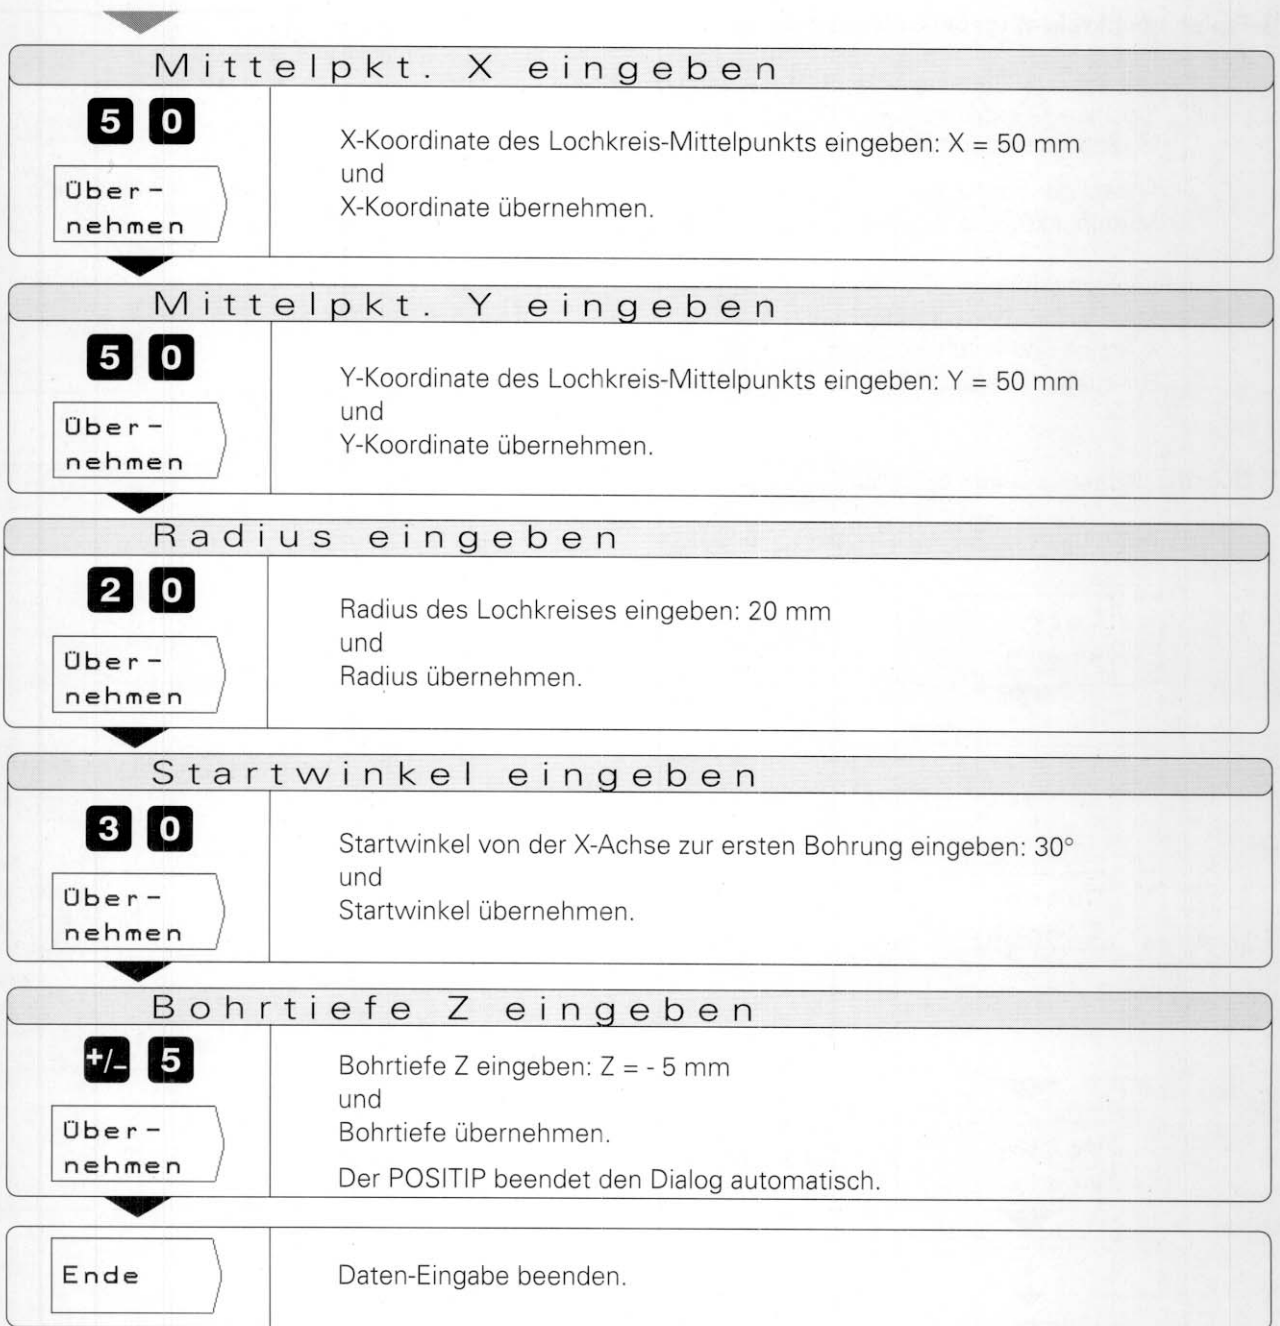 Mittelpkt. X eingeben
5 0
X-Koordinate des Lochkreis-Mittelpunkts eingeben: X = 50 mm
und
X-Koordinate übernehmen.
Über-
nehmen
Mittelpkt. Y eingeben
5 0
Y-Koordinate des Lochkreis-Mittelpunkts eingeben: Y = 50 mm
und
Y-Koordinate übernehmen.
Über-
nehmen
Radius eingeben
2 0
Radius des Lochkreises eingeben: 20 mm
und
Radius übernehmen.
Über-
nehmen
Startwinkel eingeben
3 0
Startwinkel von der X-Achse zur ersten Bohrung eingeben: 30°
und
Startwinkel übernehmen.
Über-
nehmen
Bohrtiefe Z eingeben
+/- 5
Bohrtiefe Z eingeben: Z = - 5 mm
und
Bohrtiefe übernehmen.
Der POSITIP beendet den Dialog automatisch.
Über-
nehmen
Ende
Daten-Eingabe beenden.